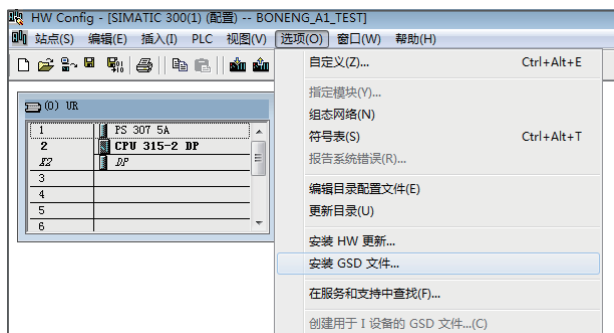 HW Config - [SIMATIC 300(1) (配置) -- BONENG_A1_TEST]
站点(S) 编辑(E) 插入(I) PLC 视图(V) 选项(O) 窗口(W) 帮助(H)
自定义(Z)... Ctrl+Alt+E
指定模块(Y)...
组态网络(N)
符号表(S) Ctrl+Alt+T
报告系统错误(R)...
编辑目录配置文件(E)
更新目录(U)
安装 HW 更新...
安装 GSD 文件...
在服务和支持中查找(F)...
创建用于 I 设备的 GSD 文件...(C)
(0) UR
1 PS 307 5A
2 CPU 315-2 DP
X2 DP
3
4
5
6